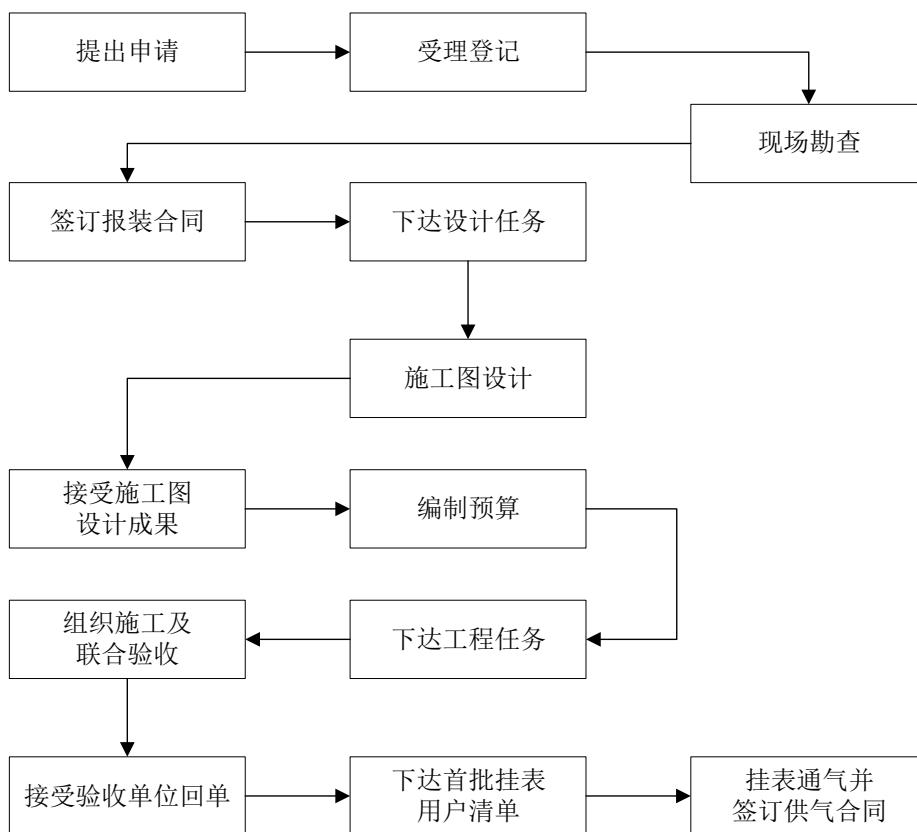 提出申请
受理登记
现场勘查
签订报装合同
下达设计任务
施工图设计
接受施工图
设计成果
编制预算
组织施工及
联合验收
下达工程任务
接受验收单位回单
下达首批挂表
用户清单
挂表通气并
签订供气合同